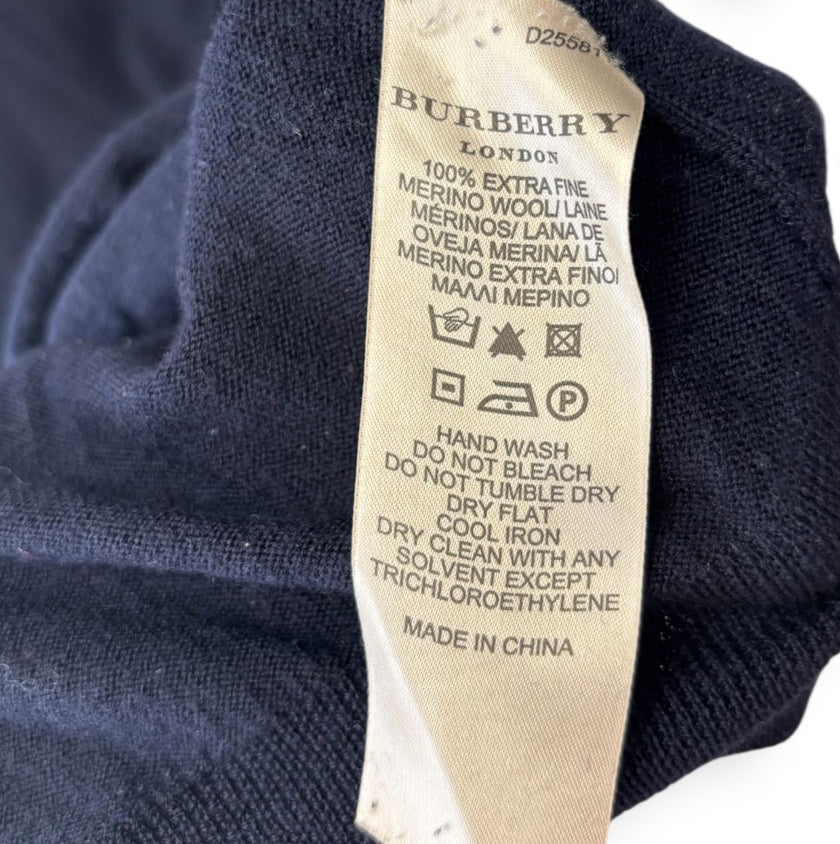 D2558
BURBERRY
LONDON
100% EXTRA FINE
MERINO WOOL/ LAINE
MÉRINOS/ LANA DE
OVEJA MERINA/ LÃ
MERINO EXTRA FINO/
ΜΑΛΛΙ ΜΕΡΙΝΟ
P
HAND WASH
DO NOT BLEACH
DO NOT TUMBLE DRY
DRY FLAT
COOL IRON
DRY CLEAN WITH ANY
SOLVENT EXCEPT
TRICHLOROETHYLENE
MADE IN CHINA